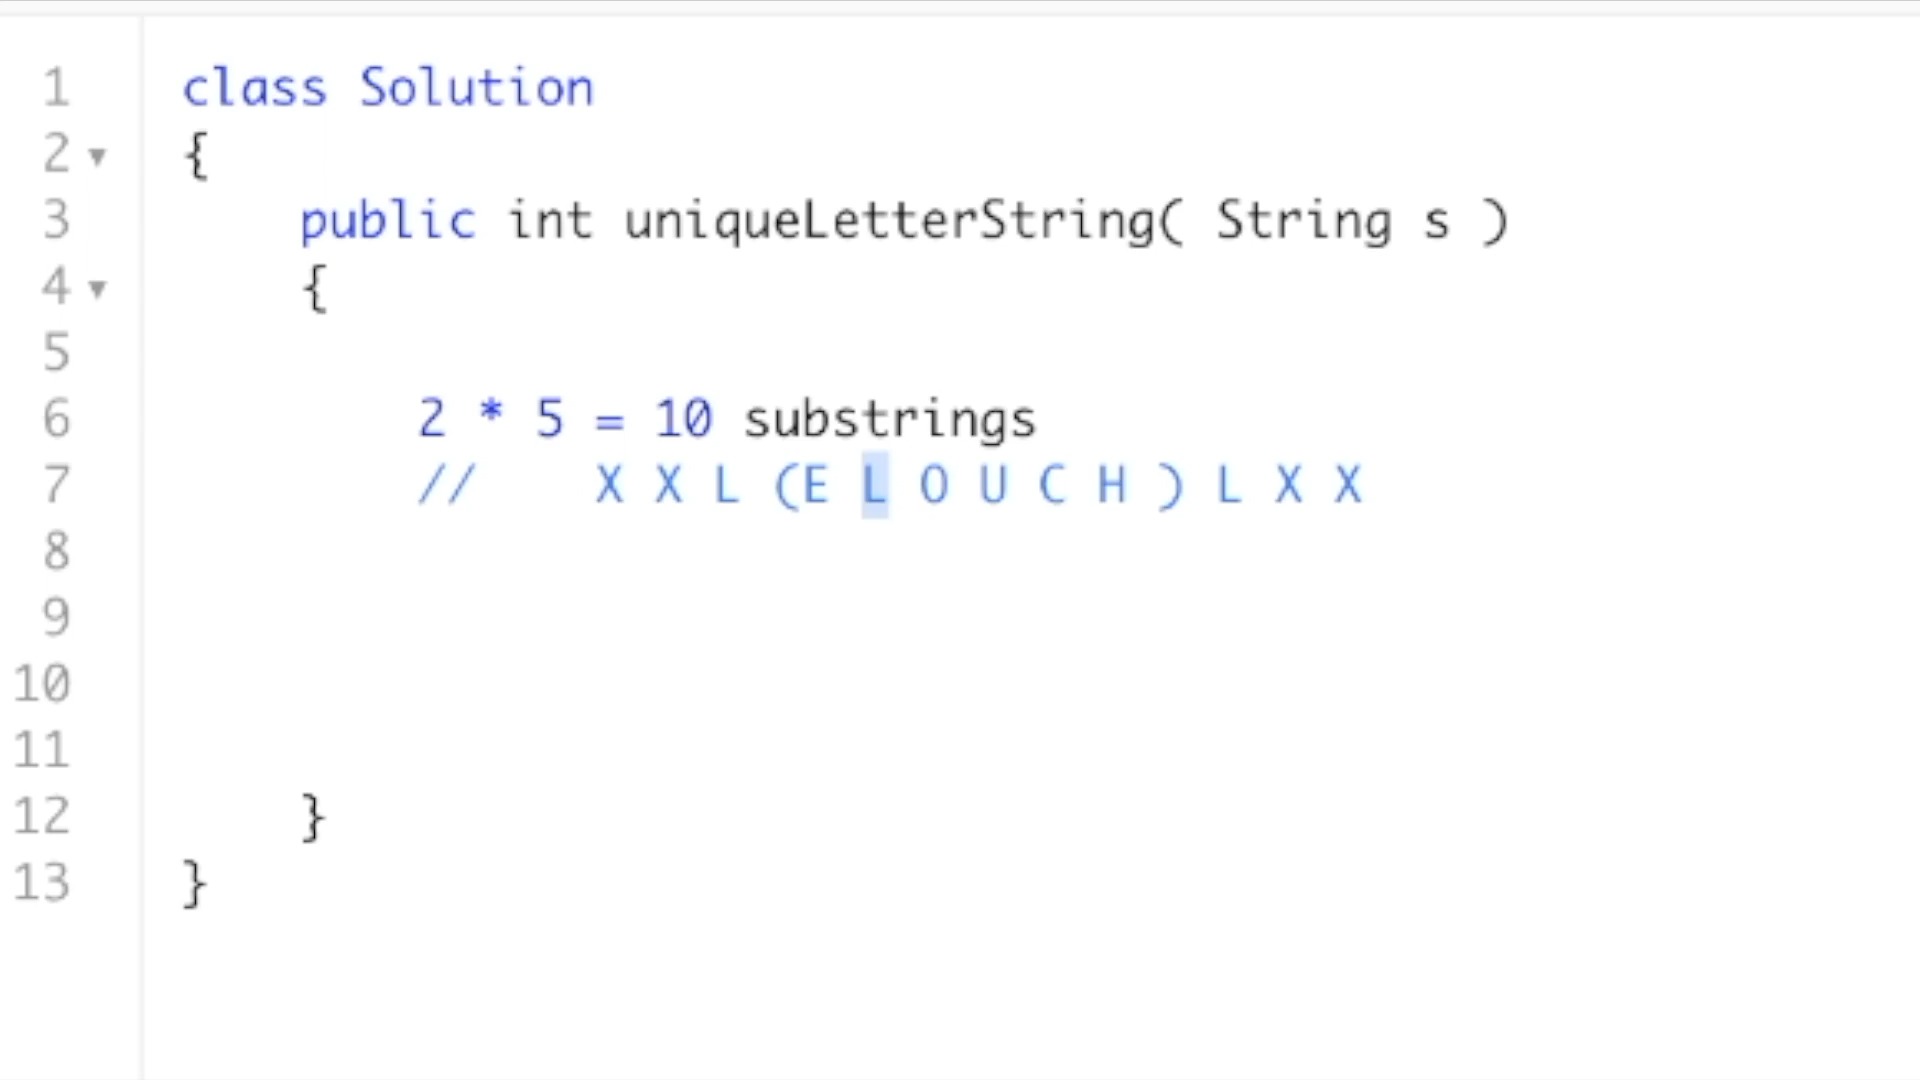 1 class Solution
2 ▼ {
3 public int uniqueLetterString( String s )
4 ▼ {
5
6 2 * 5 = 10 substrings
7 // X X L (E L O U C H ) L X X
8
9
10
11
12 }
13 }